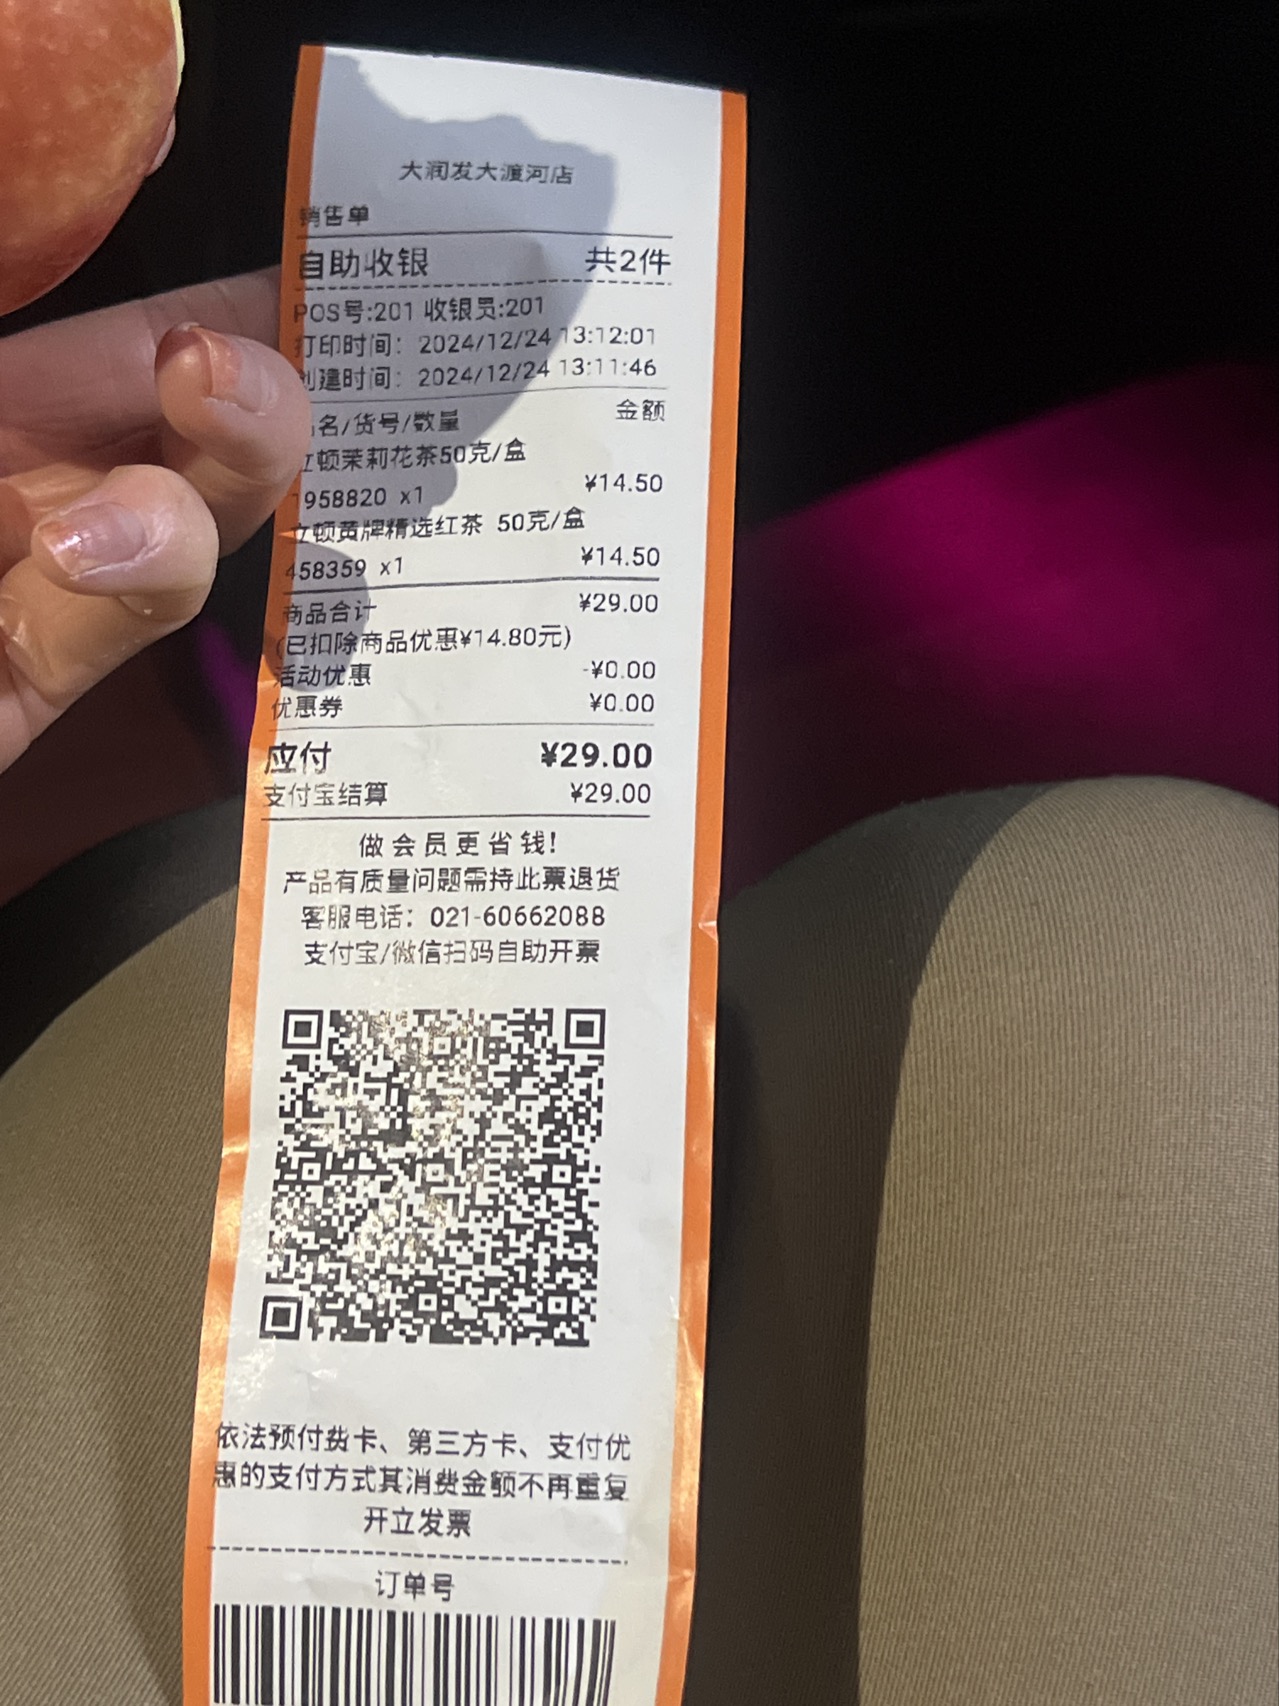 大润发大渡河店
销售单
自助收银 共2件
POS号:201 收银员:201
打印时间：2024/12/24 13:12:01
创建时间：2024/12/24 13:11:46
名/货号/数量 金额
立顿茉莉花茶50克/盒
1958820 x1 ¥14.50
立顿黄牌精选红茶 50克/盒
458359 x1 ¥14.50
商品合计 ¥29.00
(已扣除商品优惠¥14.80元)
活动优惠 -¥0.00
优惠券 ¥0.00
应付 ¥29.00
支付宝结算 ¥29.00
做会员更省钱!
产品有质量问题需持此票退货
客服电话：021-60662088
支付宝/微信扫码自助开票
依法预付费卡、第三方卡、支付优
惠的支付方式其消费金额不再重复
开立发票
订单号